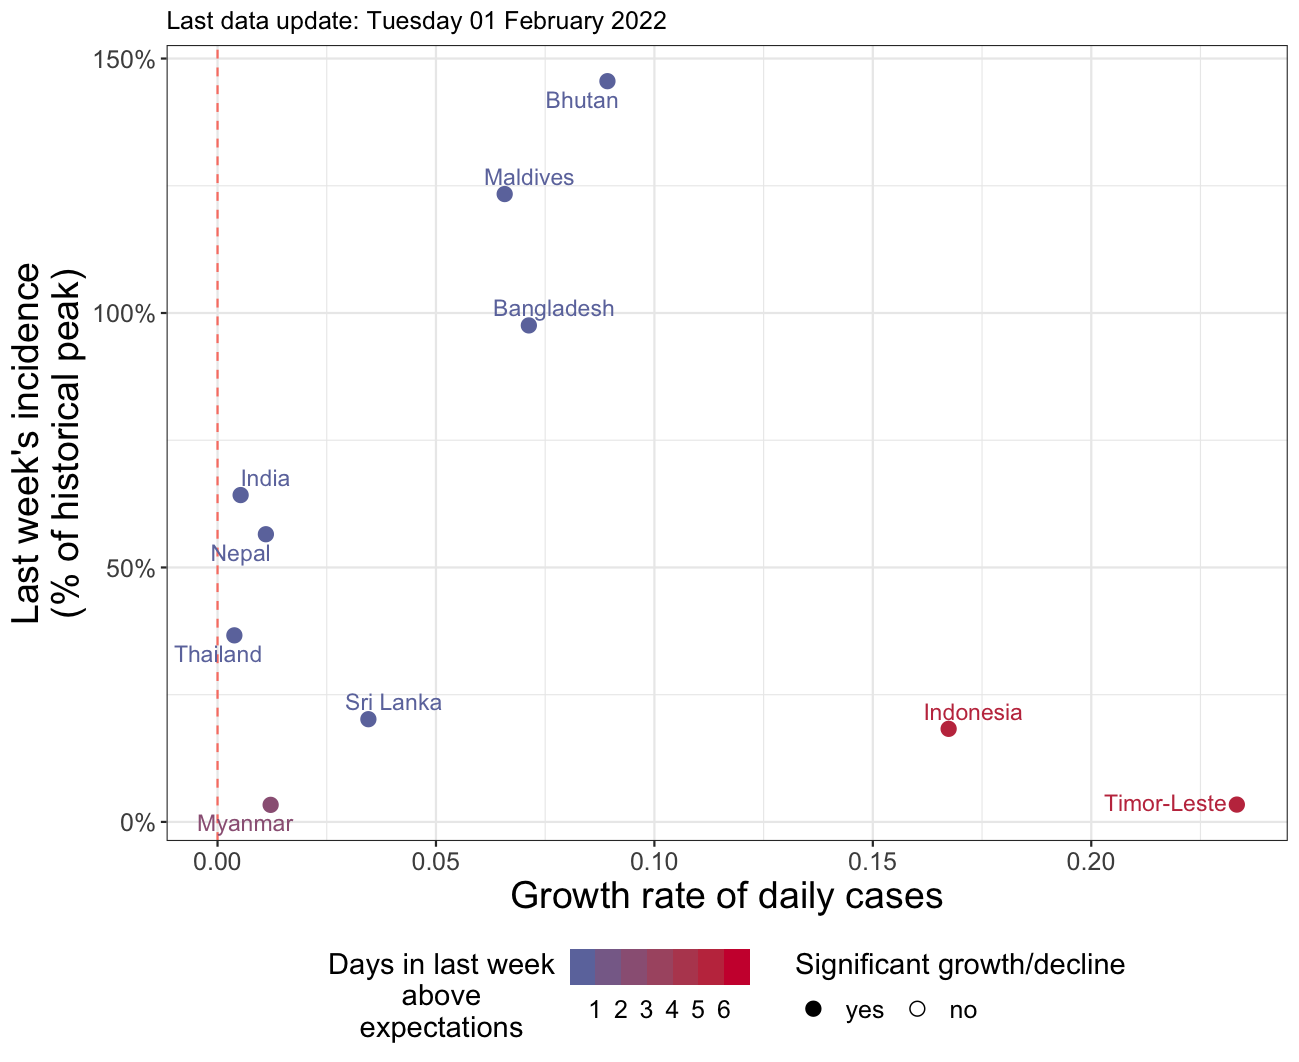 Last data update: Tuesday 01 February 2022
150%
Bhutan
Maldives
Bangladesh
100%
Last week's incidence
(% of historical peak)
India
Nepal
50%
Thailand
Sri Lanka
Indonesia
Timor-Leste
Myanmar
0%
0.00 0.05 0.10 0.15 0.20
Growth rate of daily cases
Days in last week
above
expectations
1 2 3 4 5 6
Significant growth/decline
yes no